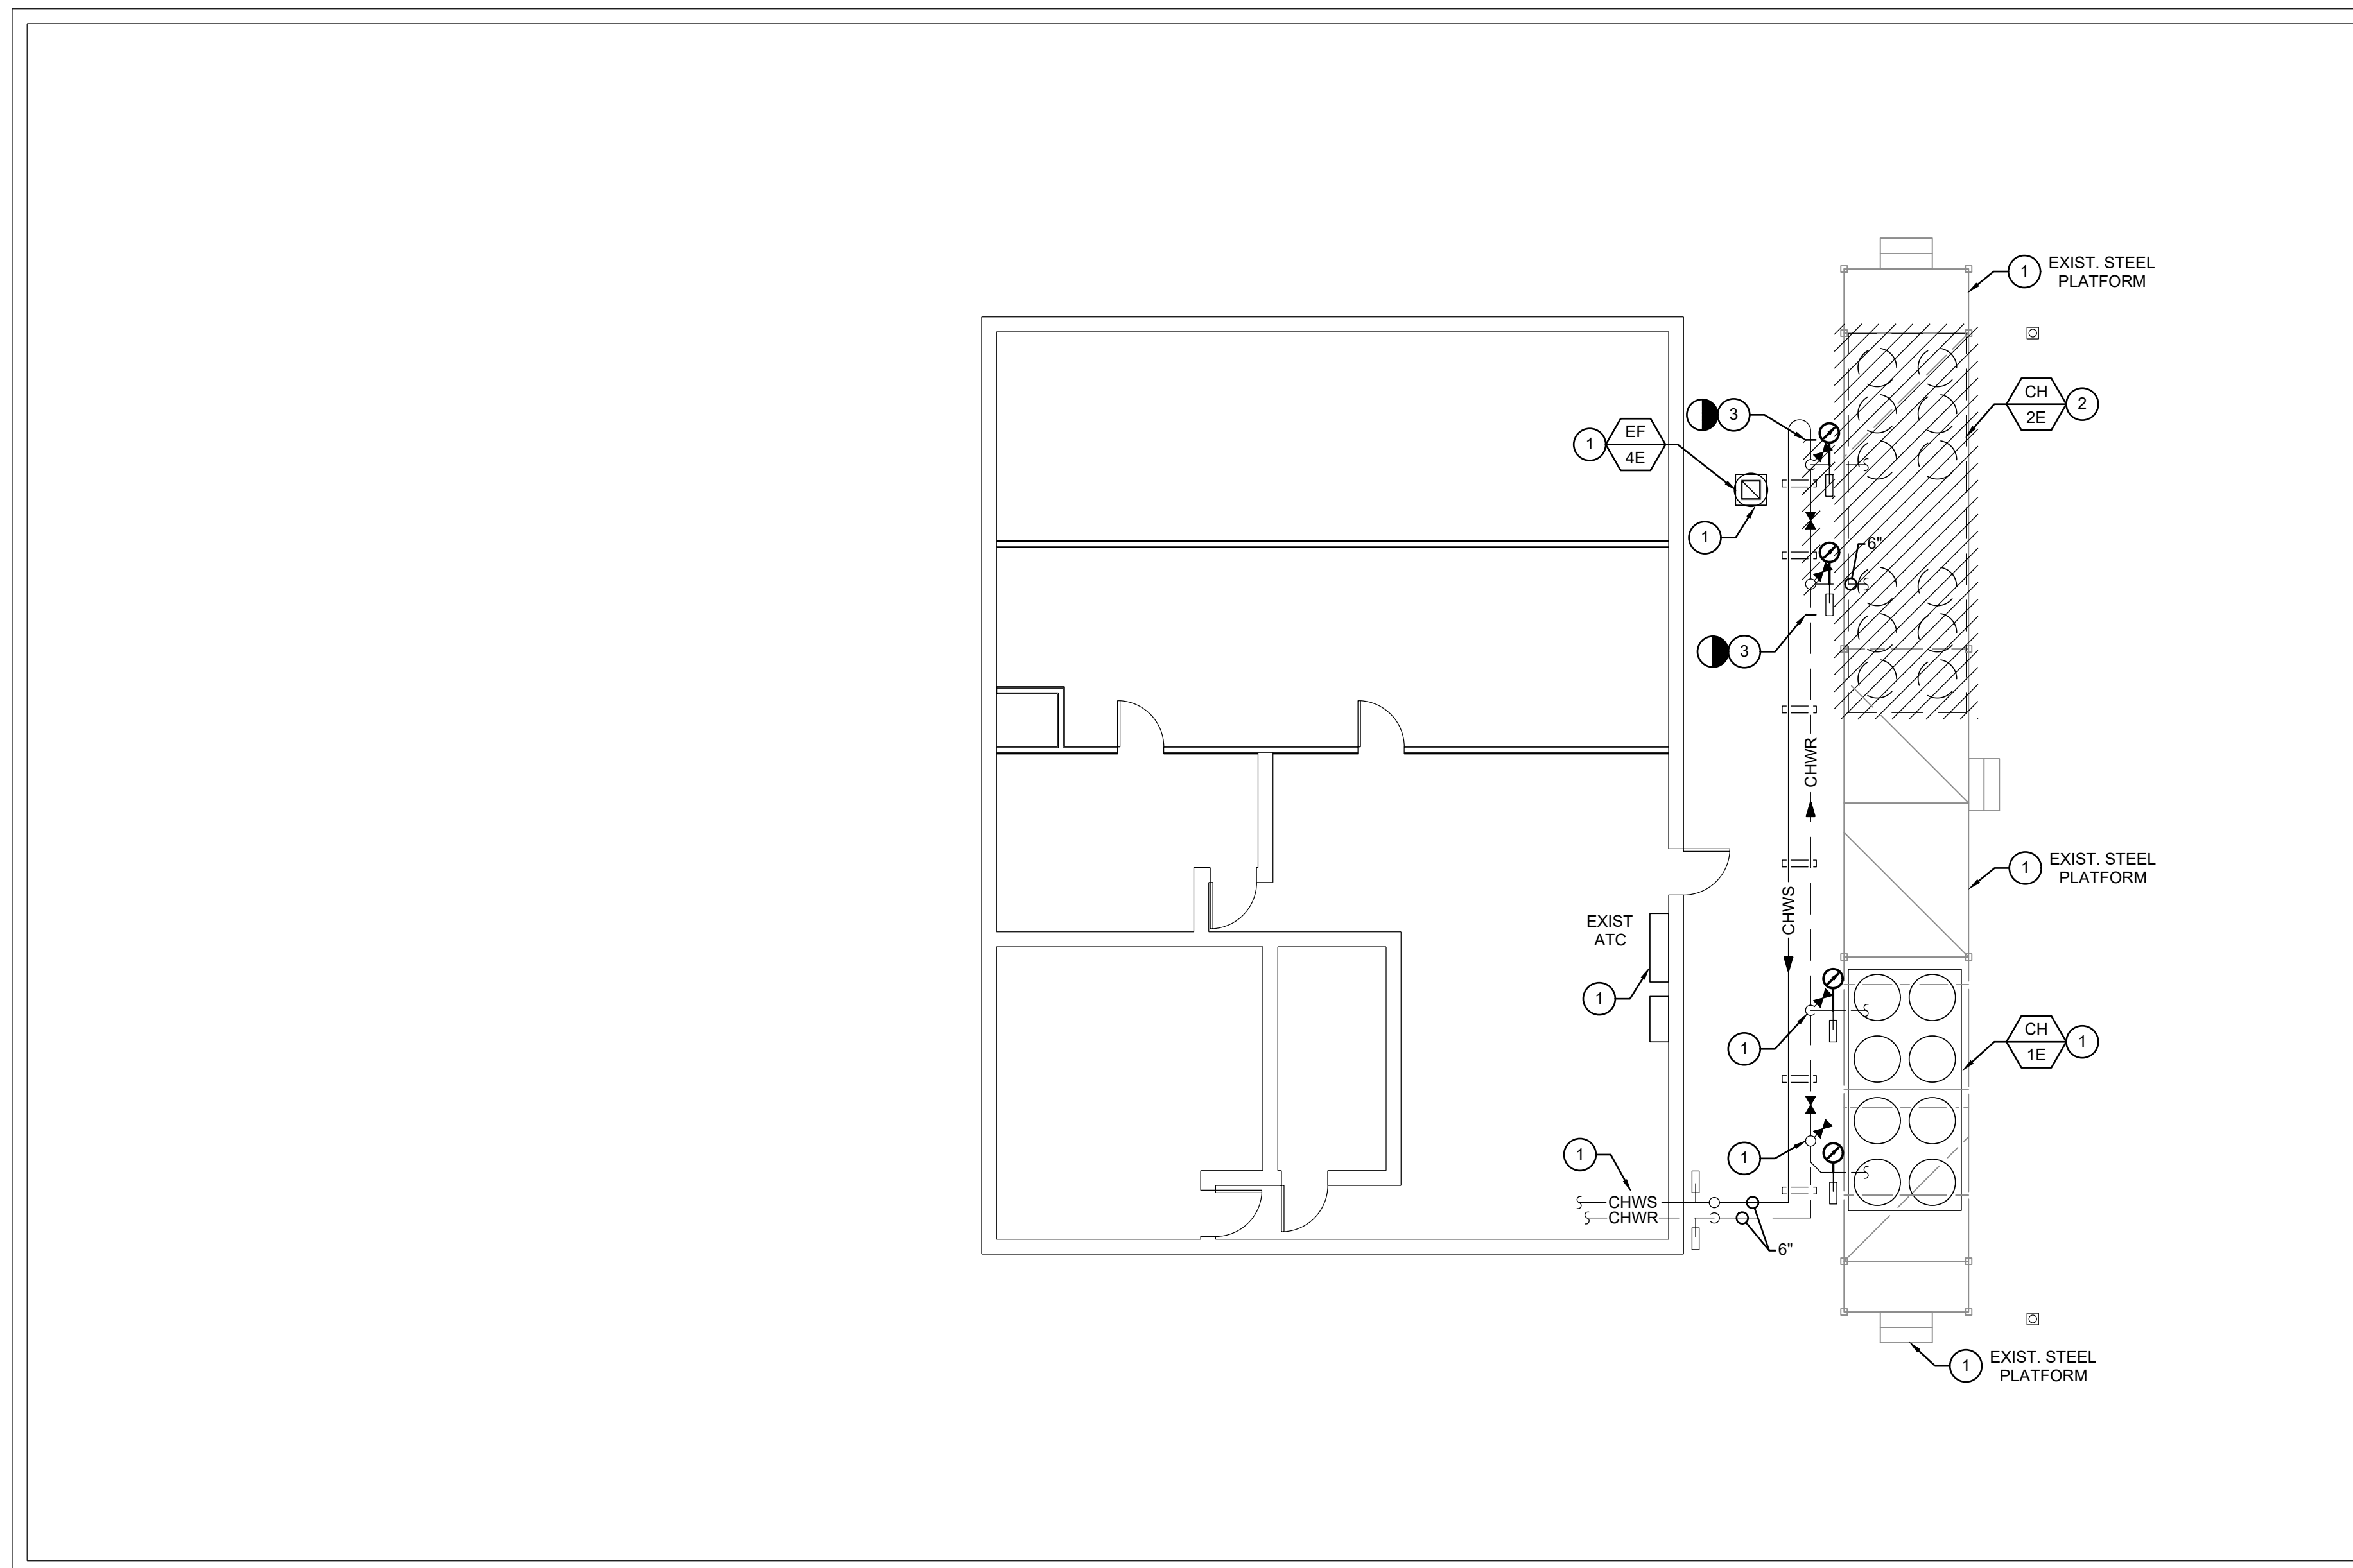 1 EXIST. STEEL
PLATFORM
CH
2E
2
3
1
EF
4E
1
6"
3
CHWR
1 EXIST. STEEL
PLATFORM
CHWS
EXIST
ATC
1
CH
1E
1
1
1
1
CHWS
CHWR
6"
1 EXIST. STEEL
PLATFORM